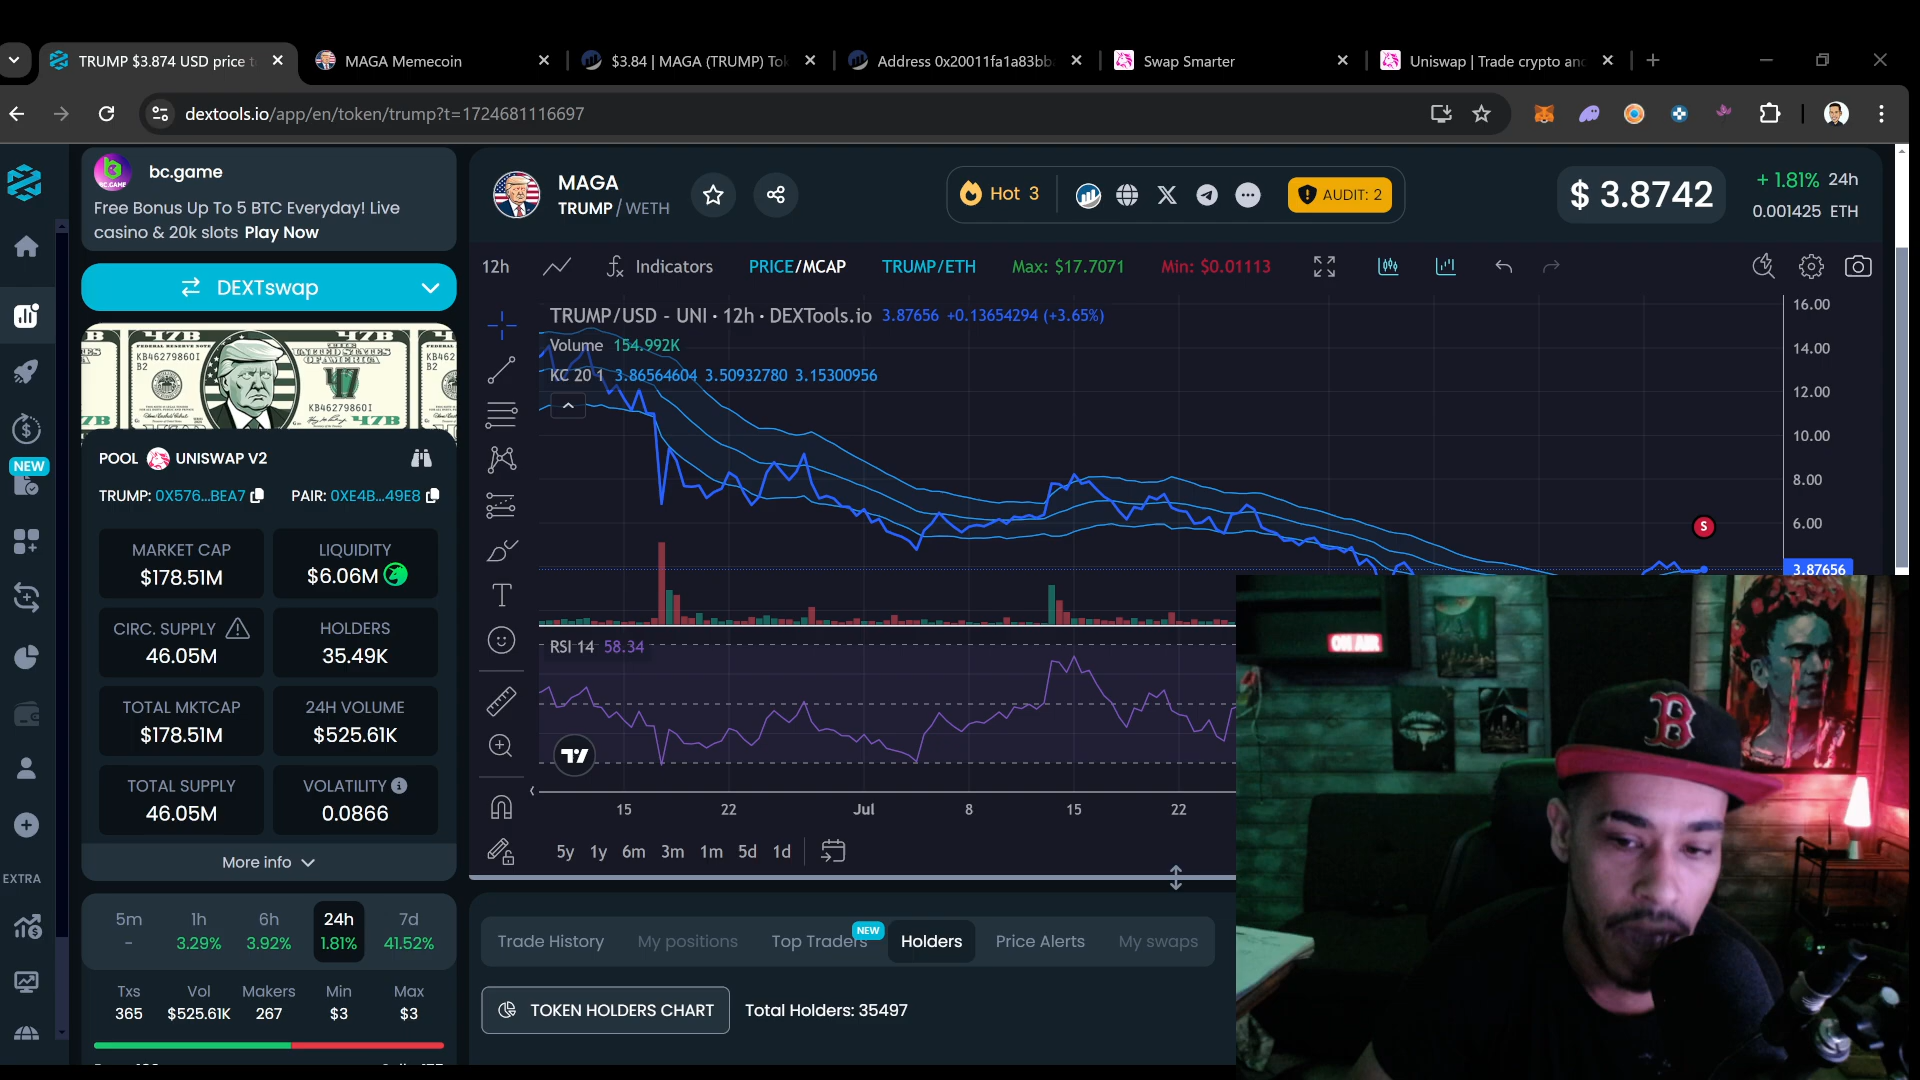 TRUMP $3.874 USD price t
MAGA Memecoin
$3.84 | MAGA (TRUMP) Tok
Address 0x20011fa1a83bb
Swap Smarter
Uniswap | Trade crypto and
dextools.io/app/en/token/trump?t=1724681116697
bc.game
Free Bonus Up To 5 BTC Everyday! Live
casino & 20k slots Play Now
DEXTswap
POOL UNISWAP V2
TRUMP: 0X576...BEA7 PAIR: 0XE4B...49E8
MARKET CAP
$178.51M
LIQUIDITY
$6.06M
CIRC. SUPPLY
46.05M
HOLDERS
35.49K
TOTAL MKTCAP
$178.51M
24H VOLUME
$525.61K
TOTAL SUPPLY
46.05M
VOLATILITY
0.0866
More info
NEW
EXTRA
5m 1h 6h 24h 7d
- 3.29% 3.92% 1.81% 41.52%
Txs Vol Makers Min Max
365 $525.61K 267 $3 $3
MAGA
TRUMP / WETH
Hot 3
AUDIT: 2
$ 3.8742
+ 1.81% 24h
0.001425 ETH
12h Indicators PRICE/MCAP TRUMP/ETH Max: $17.7071 Min: $0.01113
TRUMP/USD - UNI · 12h · DEXTools.io 3.87656 +0.13654294 (+3.65%)
Volume 154.992K
KC 20 1 3.86564604 3.50932780 3.15300956
16.00
14.00
12.00
10.00
8.00
6.00
3.87656
S
RSI 14 58.34
15 22 Jul 8 15 22
5y 1y 6m 3m 1m 5d 1d
Trade History My positions Top Traders NEW Holders Price Alerts My swaps
TOKEN HOLDERS CHART Total Holders: 35497
47B
UNITED STATES
OF AMERICA
KB46279860I
B2
47
KB46279860I
47B
ON AIR
B